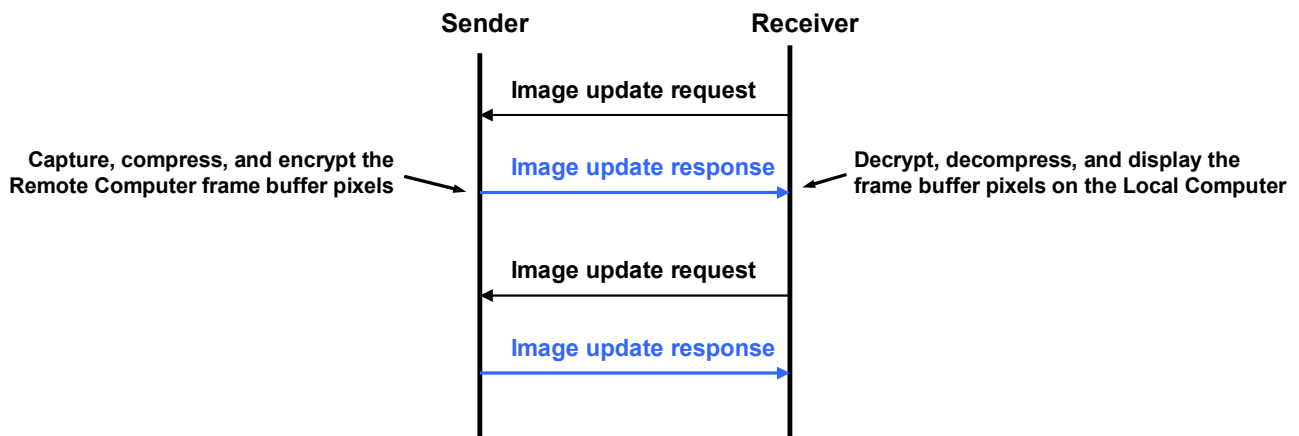 Sender
Receiver
Image update request
Capture, compress, and encrypt the
Remote Computer frame buffer pixels
Image update response
Decrypt, decompress, and display the
frame buffer pixels on the Local Computer
Image update request
Image update response